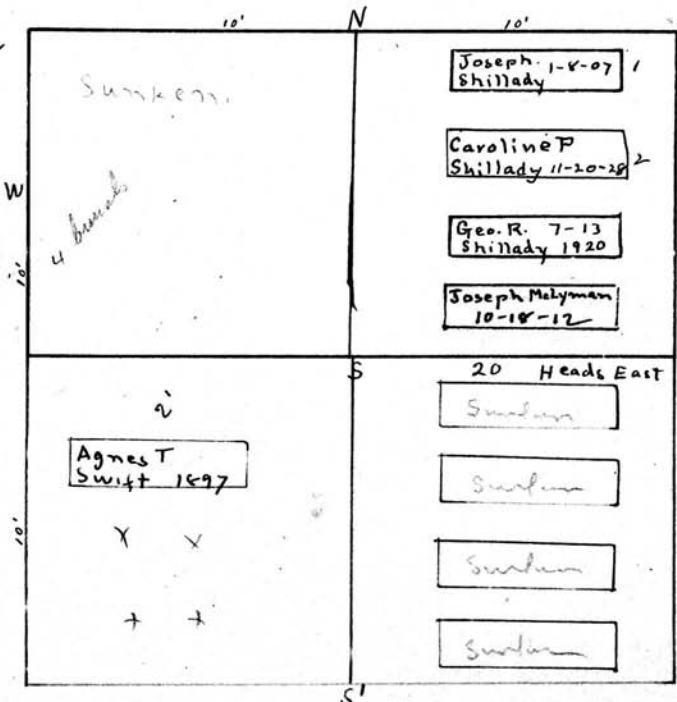 10' N 10'
Sunken.
Joseph. 1-8-07 1
Shillady
Caroline P
Shillady 11-20-28 2
W
4 burials
Geo. R. 7-13
Shillady 1920
10'
Joseph McLyman
10-18-12
S 20 Heads East
2'
Sunken
Agnes T
Swift 1897
Sunken
X X
10'
Sunken
X X
Sunken
S'